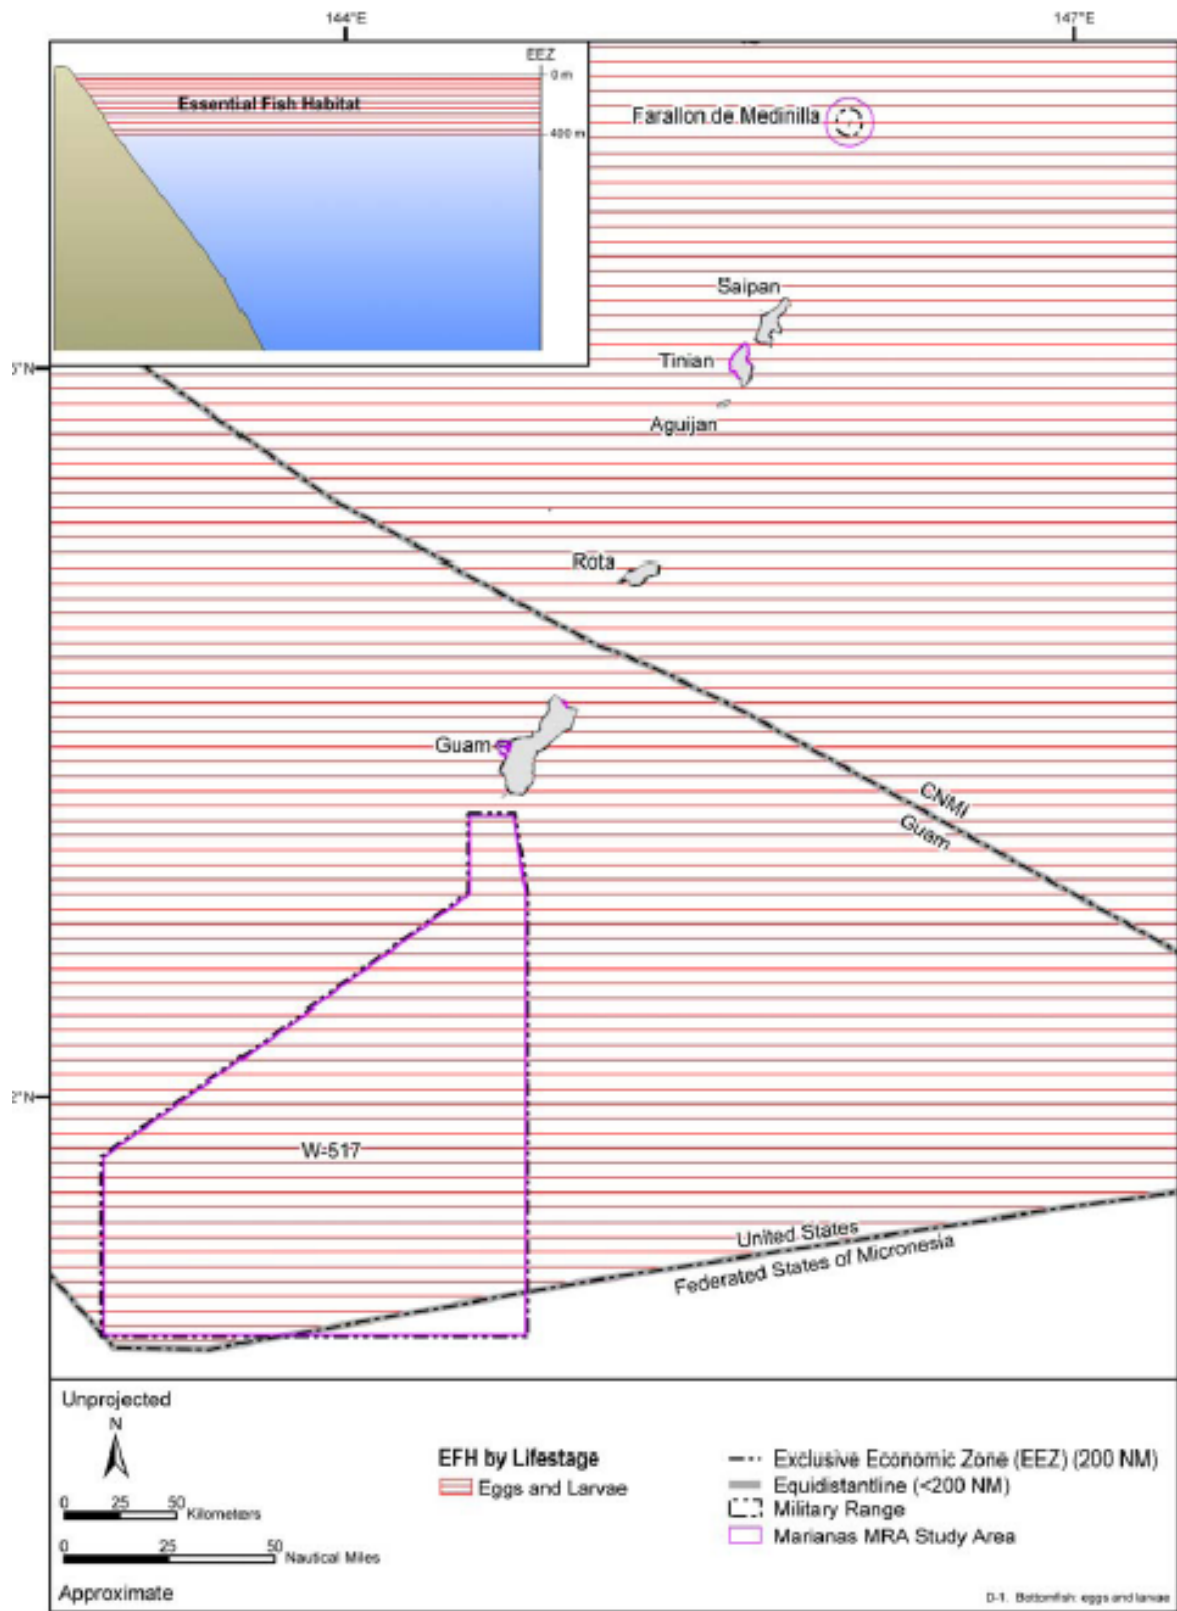 144°E
147°E
EEZ
0 m
Essential Fish Habitat
400 m
Farallon de Medinilla
Saipan
Tinian
5°N
Aguijan
Rota
Guam
CNMI
Guam
2°N
W-517
United States
Federated States of Micronesia
Unprojected
N
0 25 50
Kilometers
0 25 50
Nautical Miles
Approximate
EFH by Lifestage
Eggs and Larvae
Exclusive Economic Zone (EEZ) (200 NM)
Equidistantline (<200 NM)
Military Range
Marianas MRA Study Area
D-1. Bottomfish: eggs and larvae